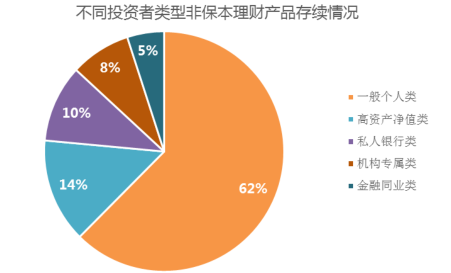 不同投资者类型非保本理财产品存续情况
5%
8%
10%
14%
62%
一般个人类
高资产净值类
私人银行类
机构专属类
金融同业类